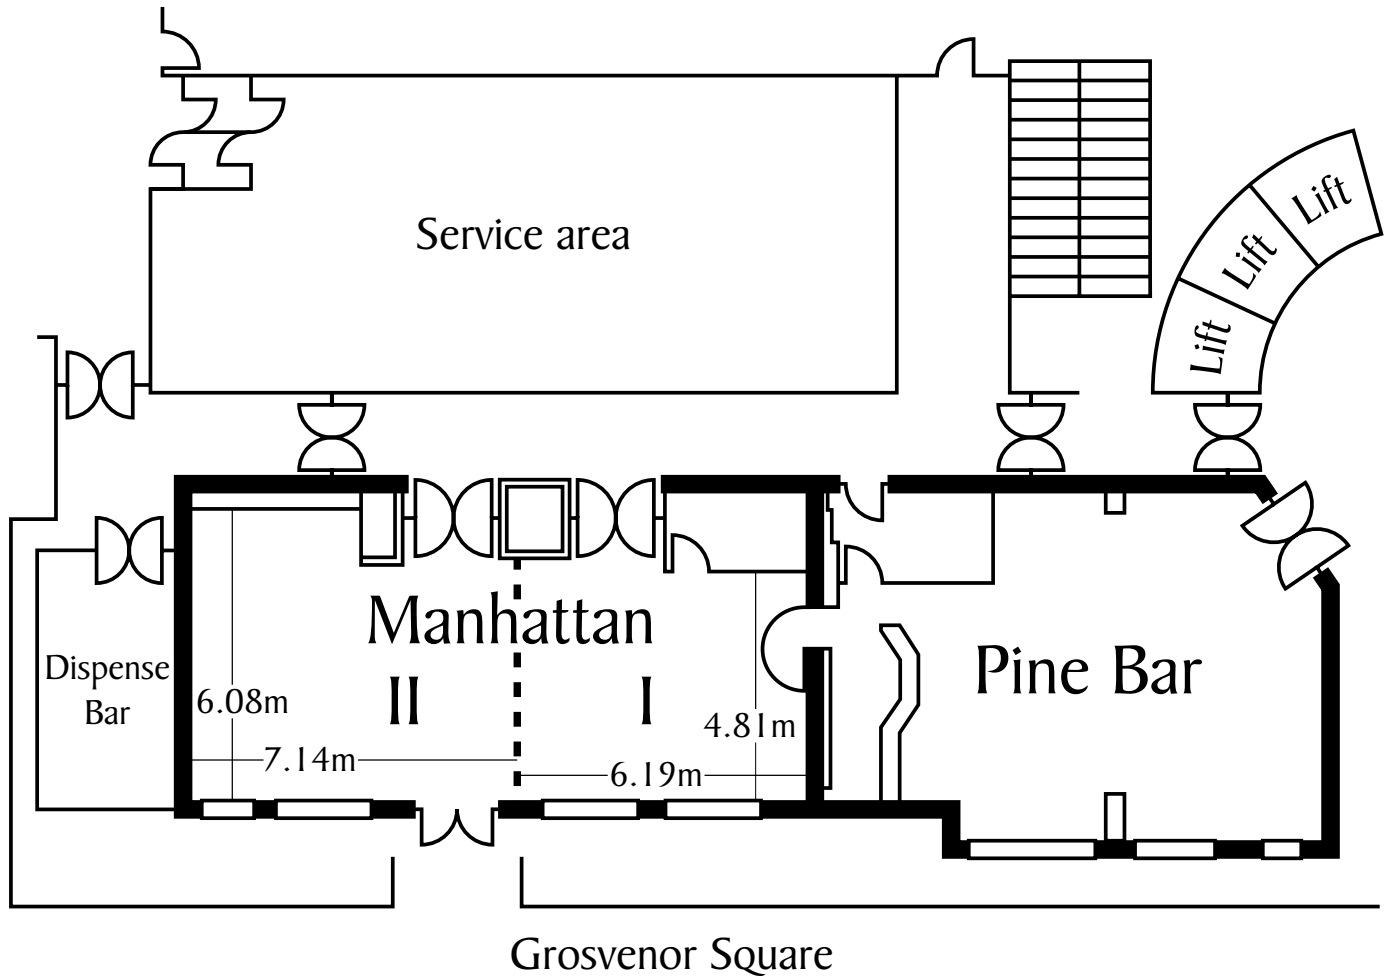 Lift
Lift
Lift
Service area
Manhattan
II
I
Pine Bar
Dispense
Bar
6.08m
7.14m
4.81m
6.19m
Grosvenor Square